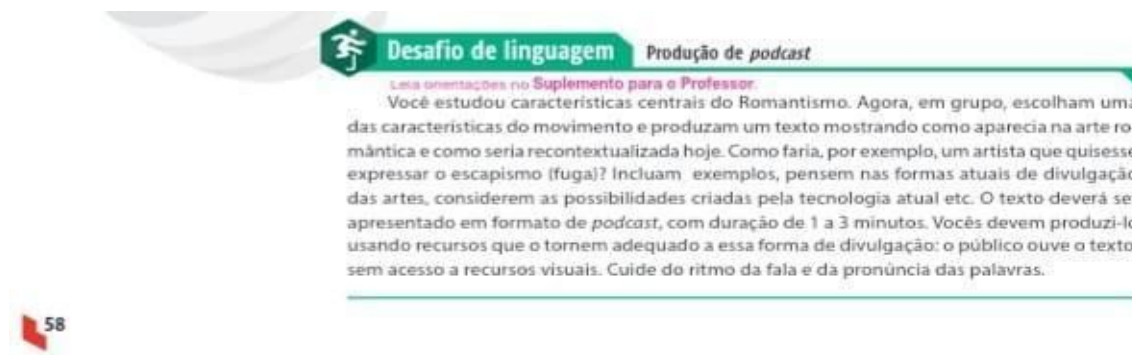 Desafio de linguagem Produção de podcast
Leia orientações no Suplemento para o Professor.
Você estudou características centrais do Romantismo. Agora, em grupo, escolham uma
das características do movimento e produzam um texto mostrando como aparecia na arte ro-
mântica e como seria recontextualizada hoje. Como faria, por exemplo, um artista que quisesse
expressar o escapismo (fuga)? Incluam exemplos, pensem nas formas atuais de divulgação
das artes, considerem as possibilidades criadas pela tecnologia atual etc. O texto deverá se
apresentado em formato de podcast, com duração de 1 a 3 minutos. Vocês devem produzi-lo
usando recursos que o tornem adequado a essa forma de divulgação: o público ouve o texto
sem acesso a recursos visuais. Cuide do ritmo da fala e da pronúncia das palavras.
58